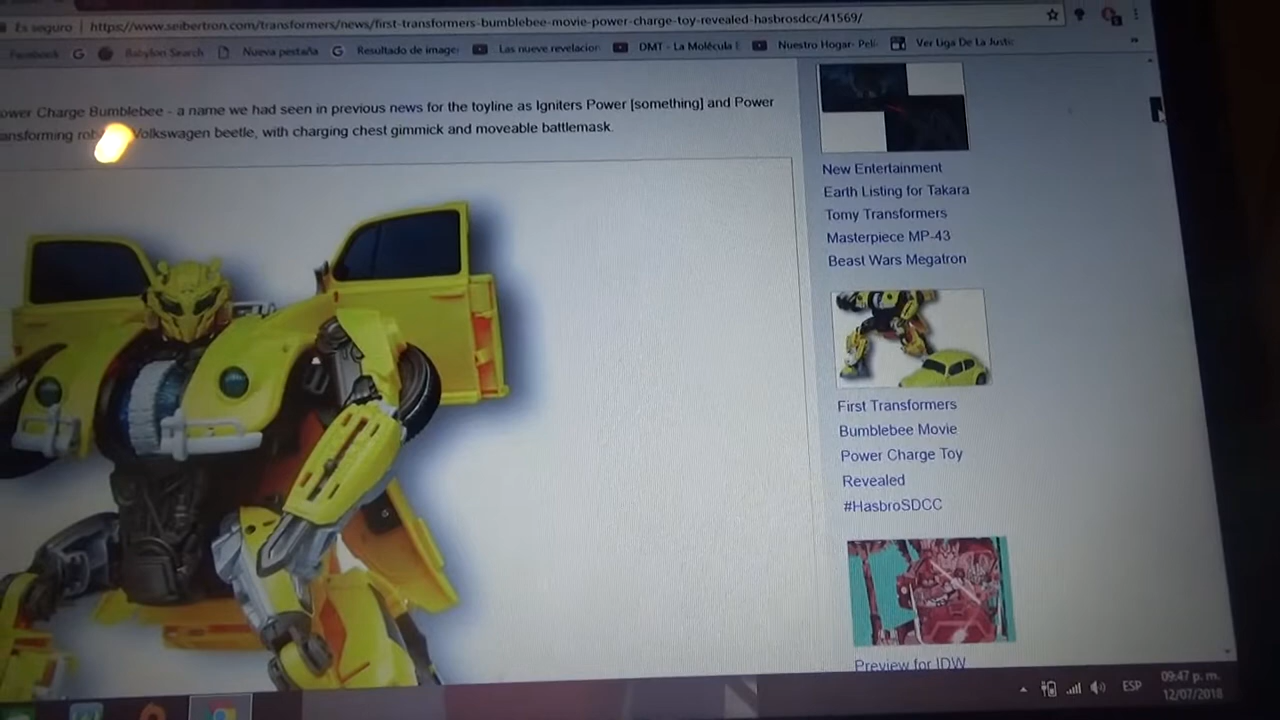 Es seguro | https://www.seibertron.com/transformers/news/first-transformers-bumblebee-movie-power-charge-toy-revealed-hasbrosdcc/41569/
Facebook Babylon Search Nueva pestaña Resultado de image Las nueve revelacion DMT - La Molécula E Nuestro Hogar- Peli Ver Liga De La Justic
ower Charge Bumblebee - a name we had seen in previous news for the toyline as Igniters Power [something] and Power
ansforming rob Volkswagen beetle, with charging chest gimmick and moveable battlemask.
New Entertainment
Earth Listing for Takara
Tomy Transformers
Masterpiece MP-43
Beast Wars Megatron
First Transformers
Bumblebee Movie
Power Charge Toy
Revealed
#HasbroSDCC
Preview for IDW
ESP
09:47 p. m.
12/07/2018